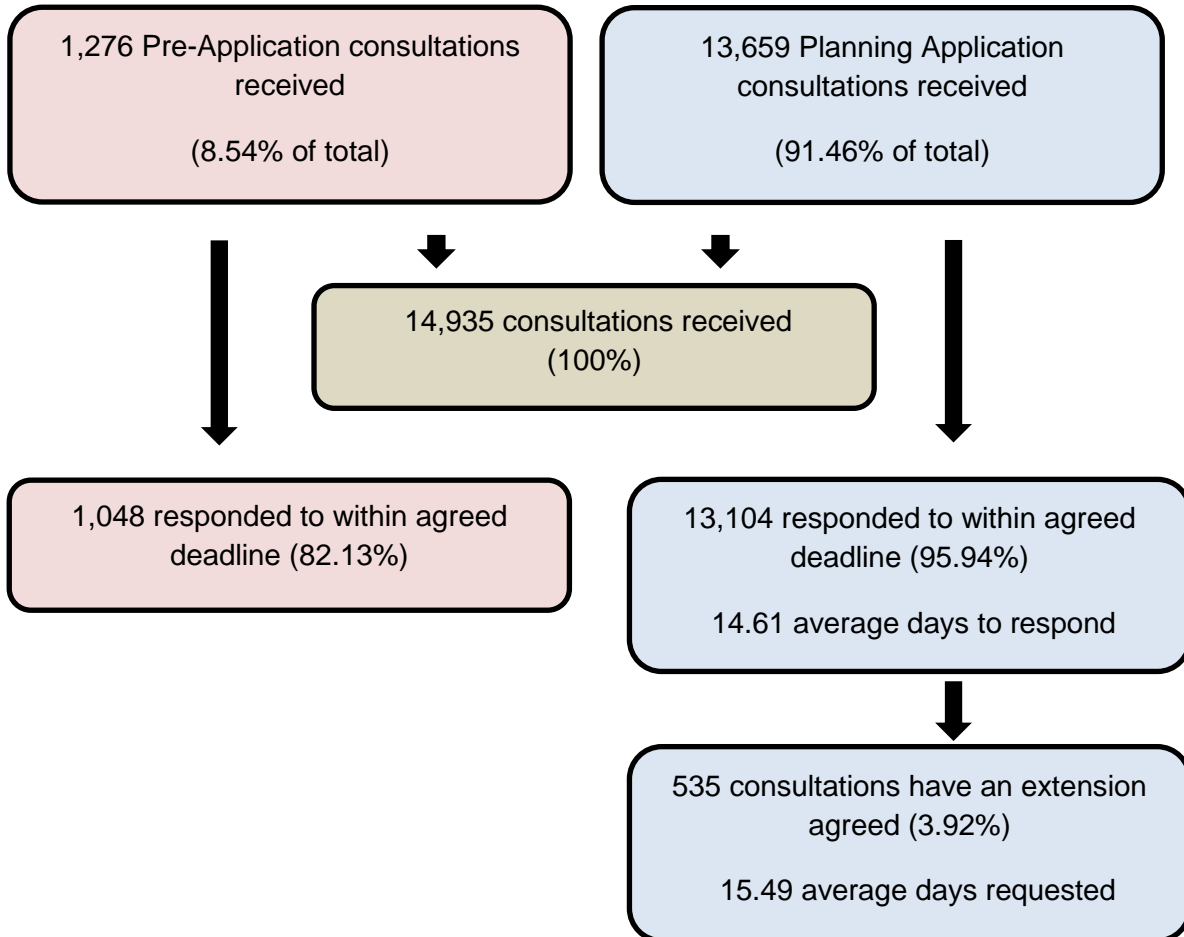 1,276 Pre-Application consultations
received
(8.54% of total)
13,659 Planning Application
consultations received
(91.46% of total)
14,935 consultations received
(100%)
1,048 responded to within agreed
deadline (82.13%)
13,104 responded to within agreed
deadline (95.94%)
14.61 average days to respond
535 consultations have an extension
agreed (3.92%)
15.49 average days requested